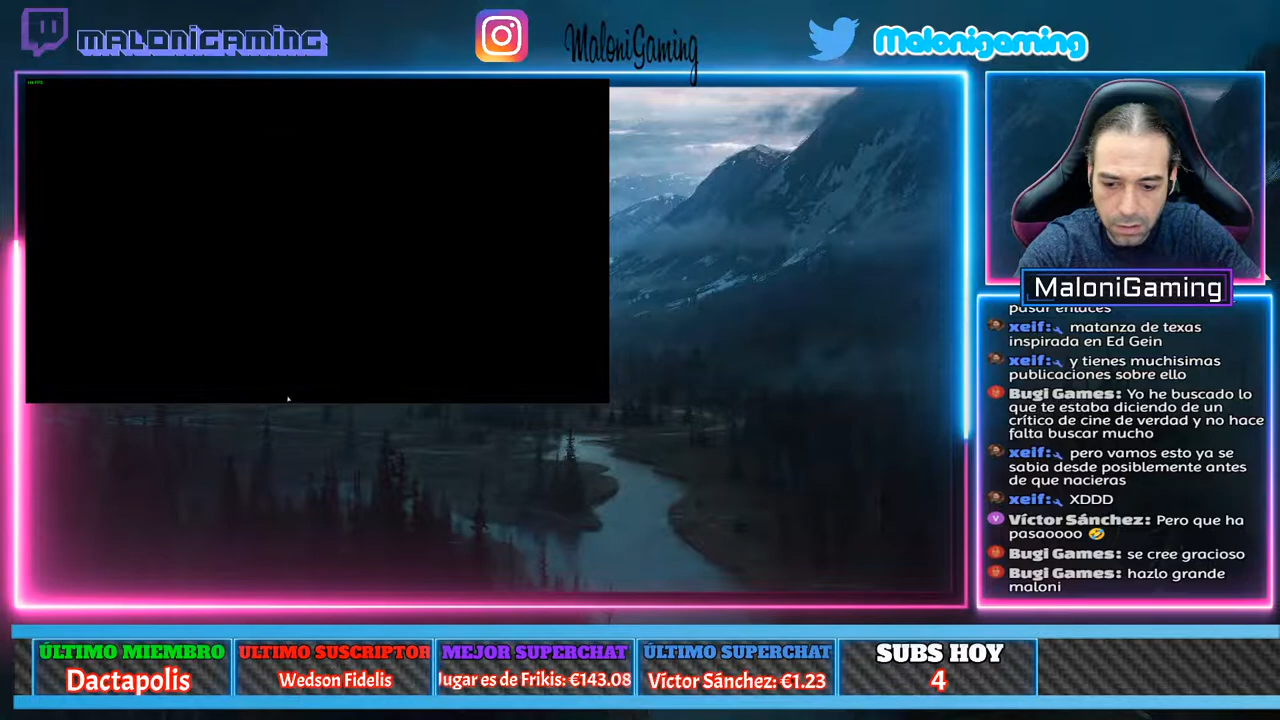 MALONIGAMING
MaloniGaming
Malonigaming
MaloniGaming
pasar enlaces
xeif: matanza de texas
inspirada en Ed Gein
xeif: y tienes muchisimas
publicaciones sobre ello
Bugi Games: Yo he buscado lo
que te estaba diciendo de un
crítico de cine de verdad y no hace
falta buscar mucho
xeif: pero vamos esto ya se
sabia desde posiblemente antes
de que nacieras
xeif: XDDD
Víctor Sánchez: Pero que ha
pasaoooo 🤣
Bugi Games: se cree gracioso
Bugi Games: hazlo grande
maloni
ÚLTIMO MIEMBRO
Dactapolis
ULTIMO SUSCRIPTOR
Wedson Fidelis
MEJOR SUPERCHAT
Jugar es de Frikis: €143.08
ÚLTIMO SUPERCHAT
Víctor Sánchez: €1.23
SUBS HOY
4